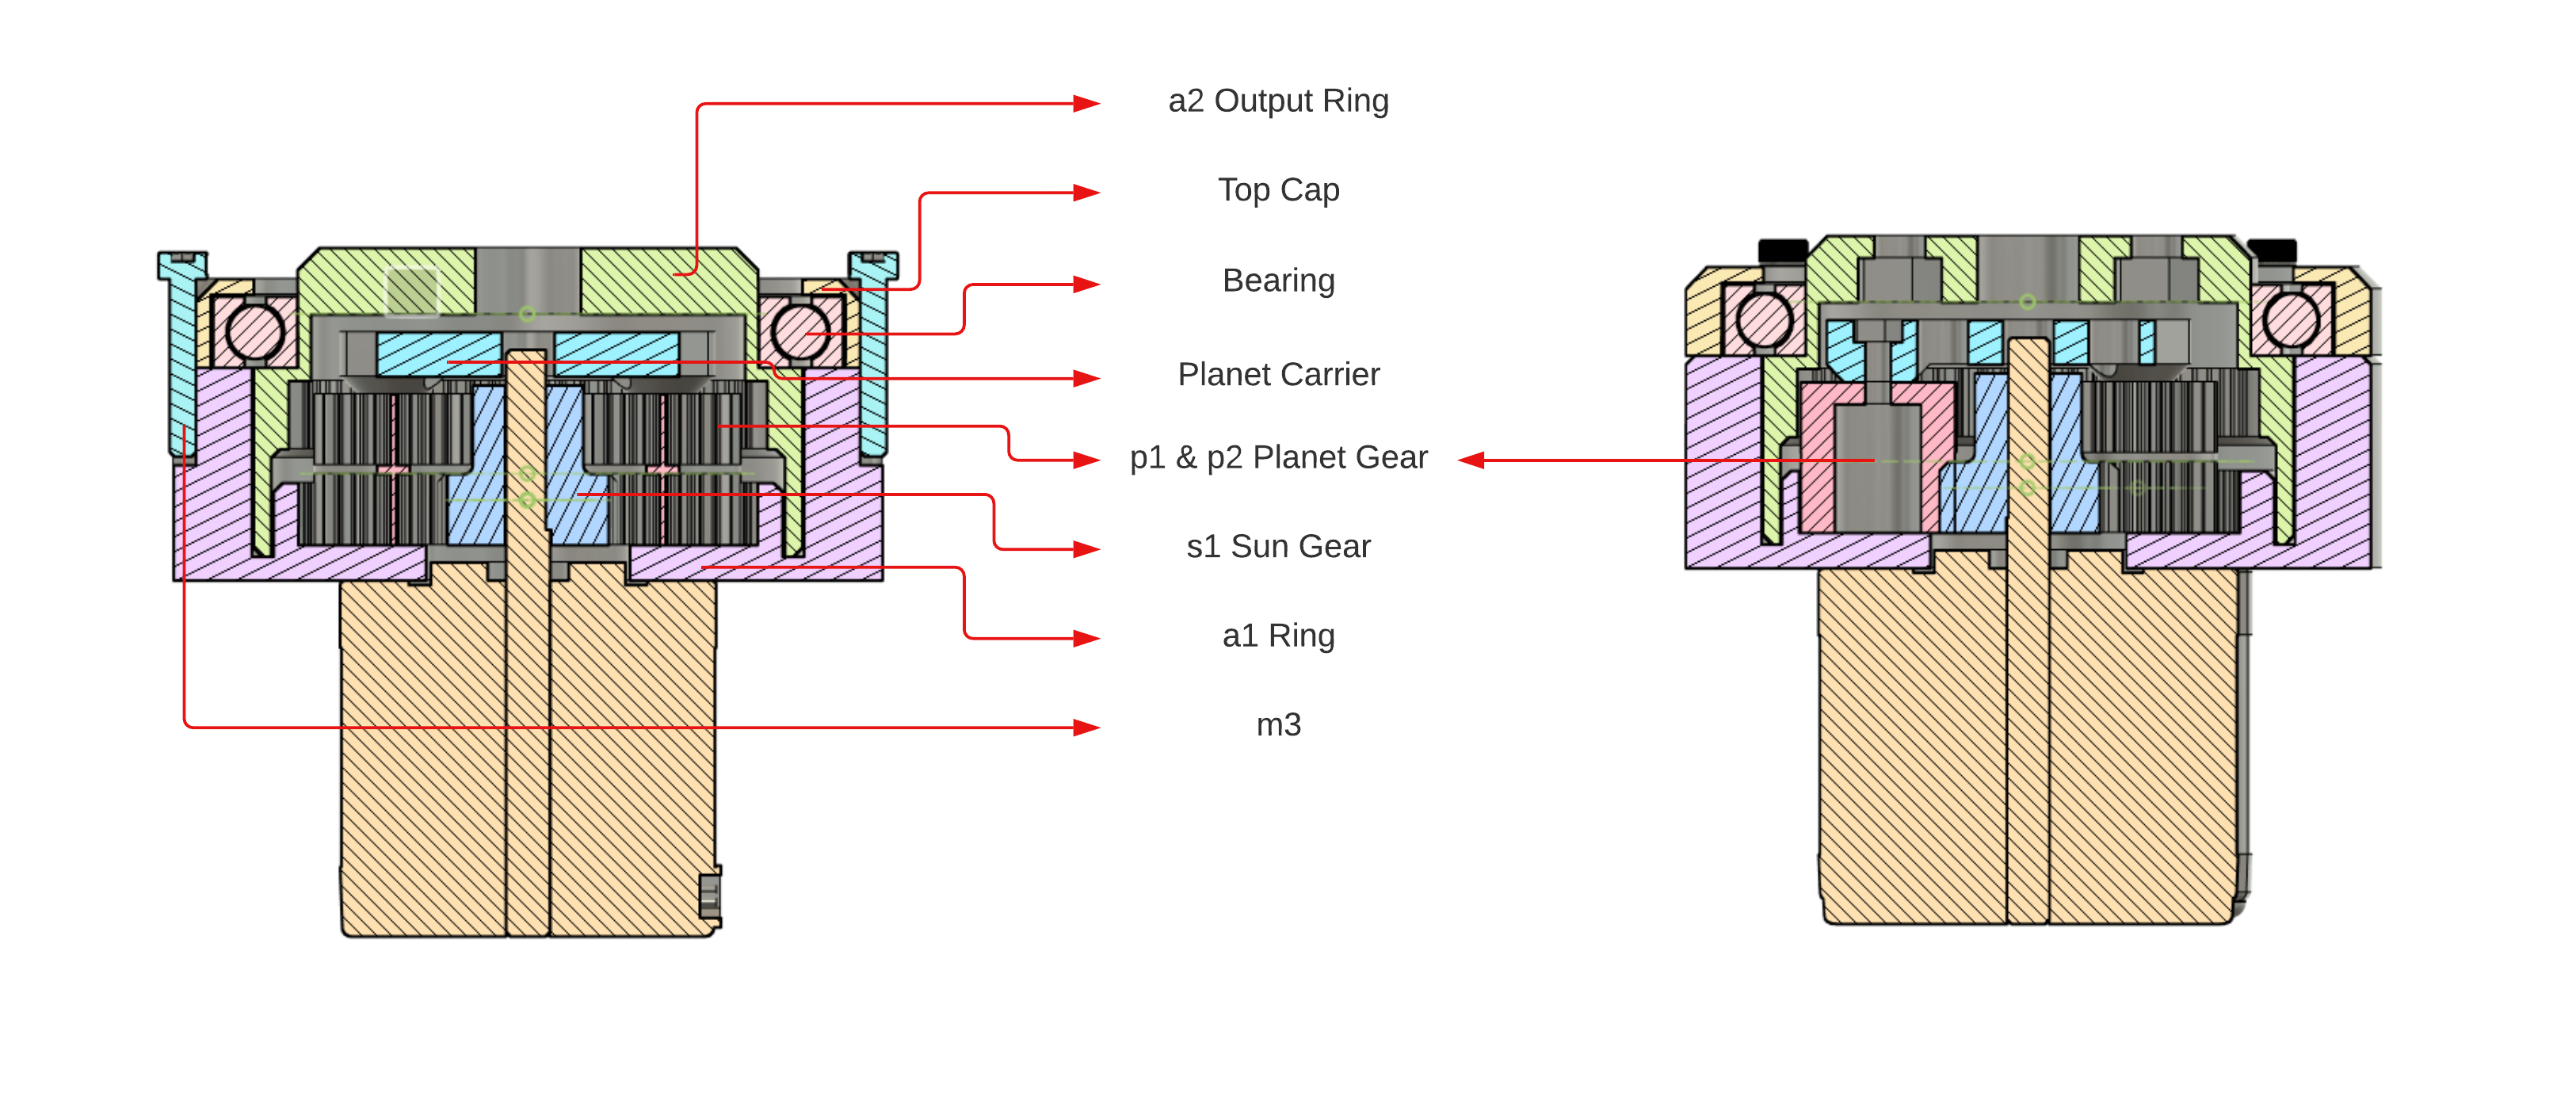 a2 Output Ring
Top Cap
Bearing
Planet Carrier
p1 & p2 Planet Gear
s1 Sun Gear
a1 Ring
m3